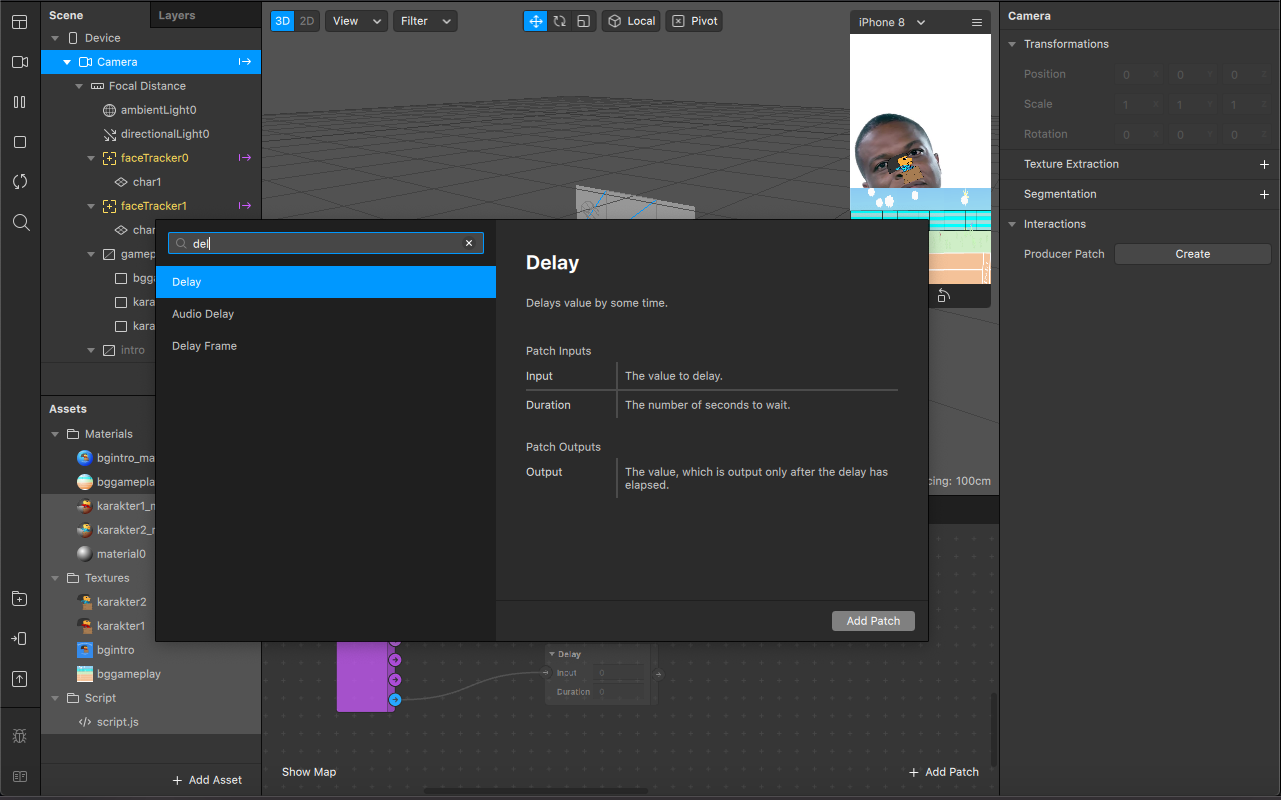 Scene
Layers
Device
Camera
Focal Distance
ambientLight0
directionalLight0
faceTracker0
char1
faceTracker1
char
gamep
bgga
kara
kara
intro
3D
2D
View
Filter
Local
Pivot
iPhone 8
Camera
Transformations
Position 0 X 0 Y 0 Z
Scale 1 X 1 Y 1 Z
Rotation 0 X 0 Y 0 Z
Texture Extraction
Segmentation
Interactions
Producer Patch
Create
del
Delay
Audio Delay
Delay Frame
Delay
Delays value by some time.
Patch Inputs
Input
The value to delay.
Duration
The number of seconds to wait.
Patch Outputs
Output
The value, which is output only after the delay has
elapsed.
Add Patch
cing: 100cm
Assets
Materials
bgintro_ma
bggamepla
karakter1_m
karakter2_r
material0
Textures
karakter2
karakter1
bgintro
bggameplay
Script
script.js
Add Asset
Delay
Input 0
Duration 0
Show Map
Add Patch